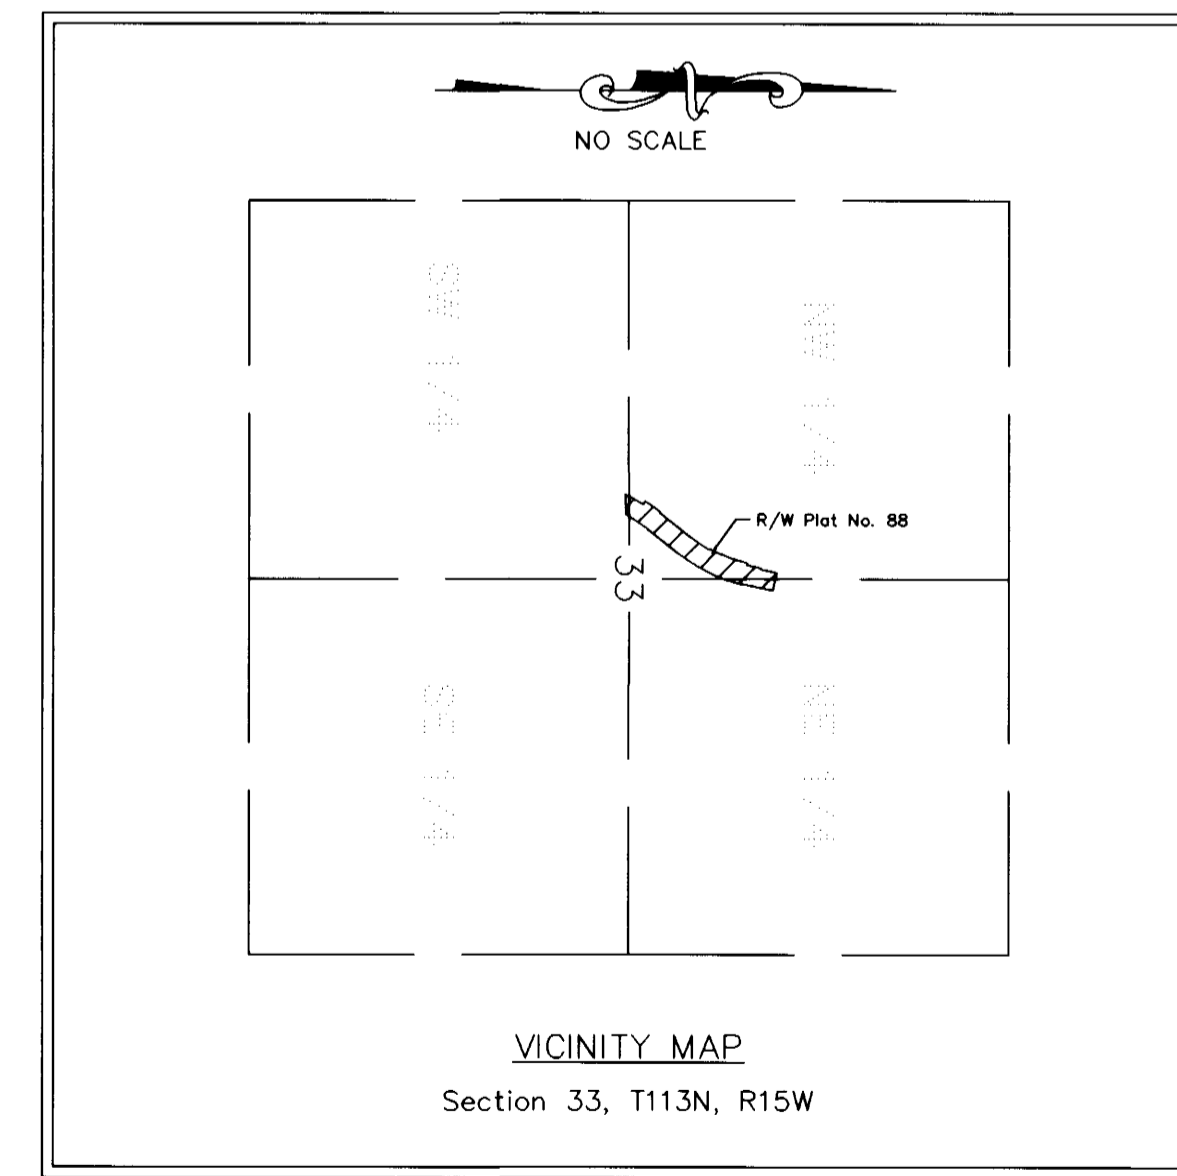 NO SCALE
SW 1/4
NW 1/4
R/W Plat No. 88
33
SE 1/4
NE 1/4
VICINITY MAP
Section 33, T113N, R15W